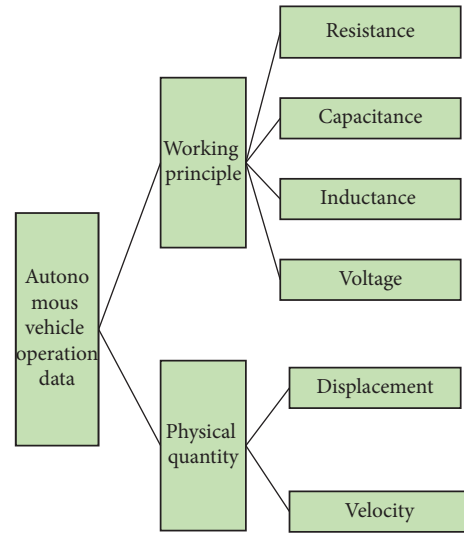 Autono
mous
vehicle
operation
data
Working
principle
Physical
quantity
Resistance
Capacitance
Inductance
Voltage
Displacement
Velocity